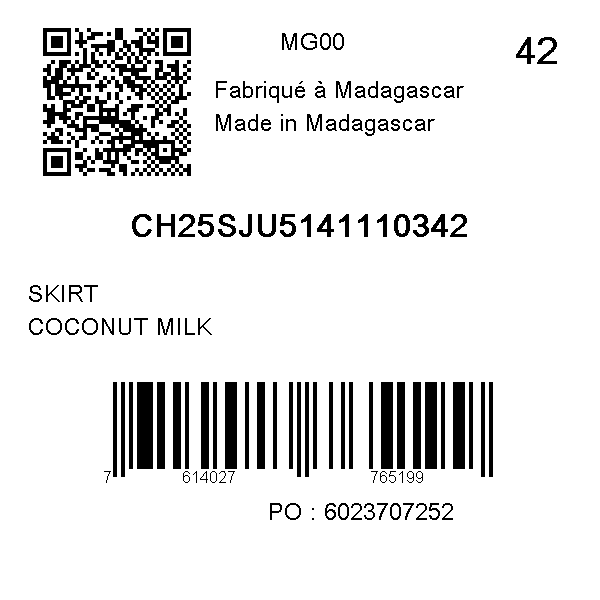 MG00
42
Fabriqué à Madagascar
Made in Madagascar
CH25SJU5141110342
SKIRT
COCONUT MILK
7 614027 765199
PO : 6023707252